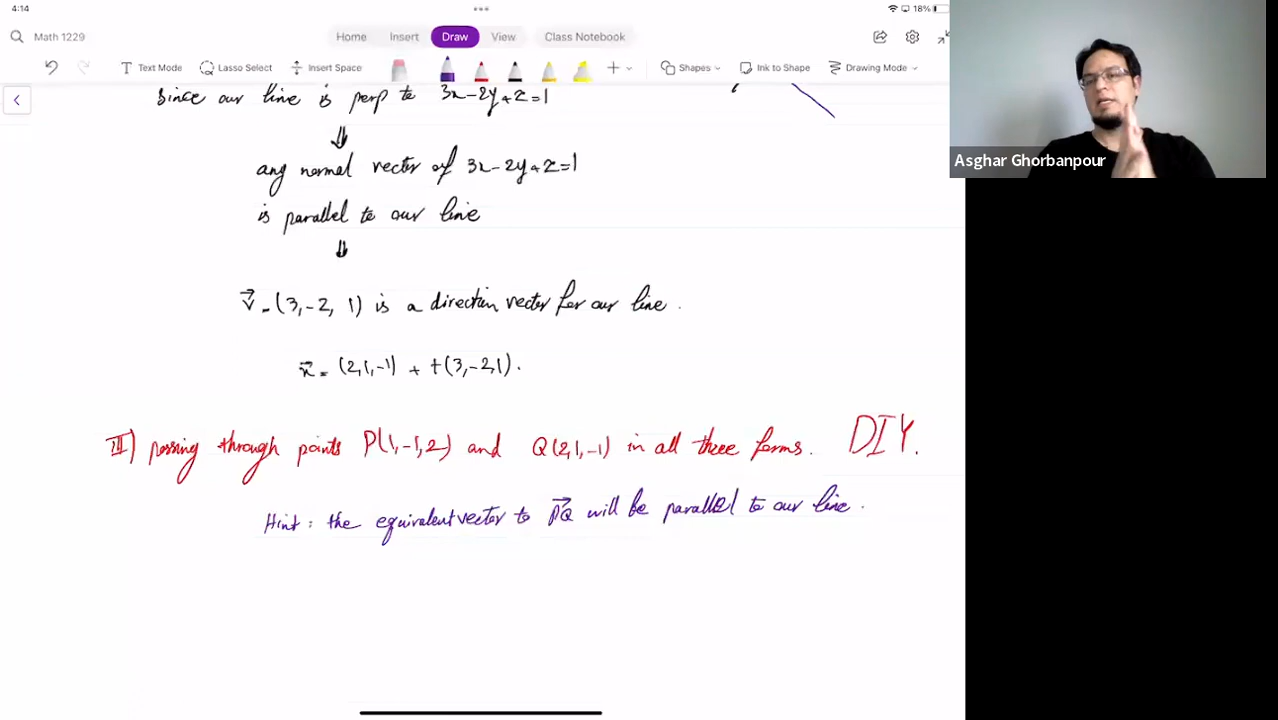 4:14
18%
Math 1229
Home Insert Draw View Class Notebook
Text Mode Lasso Select Insert Space Shapes Ink to Shape Drawing Mode
since our line is perp to 3x-2y+z=1
⇓
any normal vector of 3x-2y+z=1
is parallel to our line
⇓
v⃗=(3,-2, 1) is a direction vector for our line.
x⃗ = (2,1,-1) + t(3,-2,1).
III) passing through points P(1,-1,2) and Q(2,1,-1) in all three forms. DIY.
Hint: the equivalent vector to P⃗Q⃗ will be parallel to our line.
Asghar Ghorbanpour